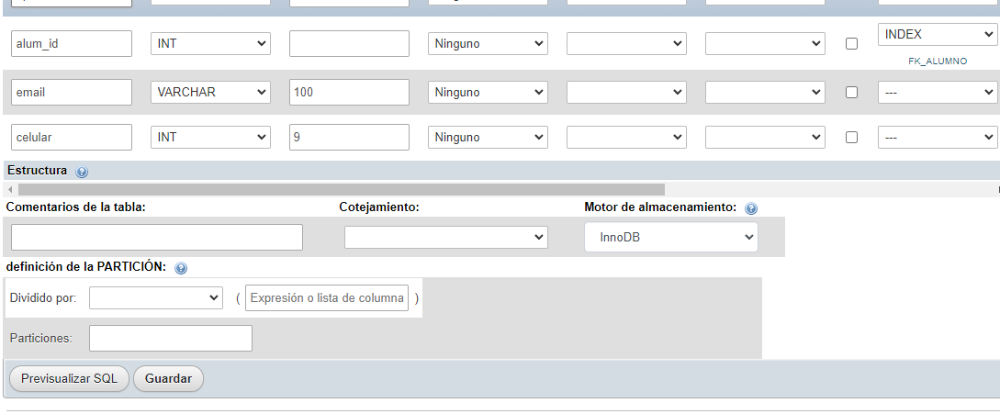 alum_id INT Ninguno INDEX
FK_ALUMNO
email VARCHAR 100 Ninguno ---
celular INT 9 Ninguno ---
Estructura
Comentarios de la tabla: Cotejamiento: Motor de almacenamiento:
InnoDB
definición de la PARTICIÓN:
Dividido por: ( Expresión o lista de columna )
Particiones:
Previsualizar SQL Guardar